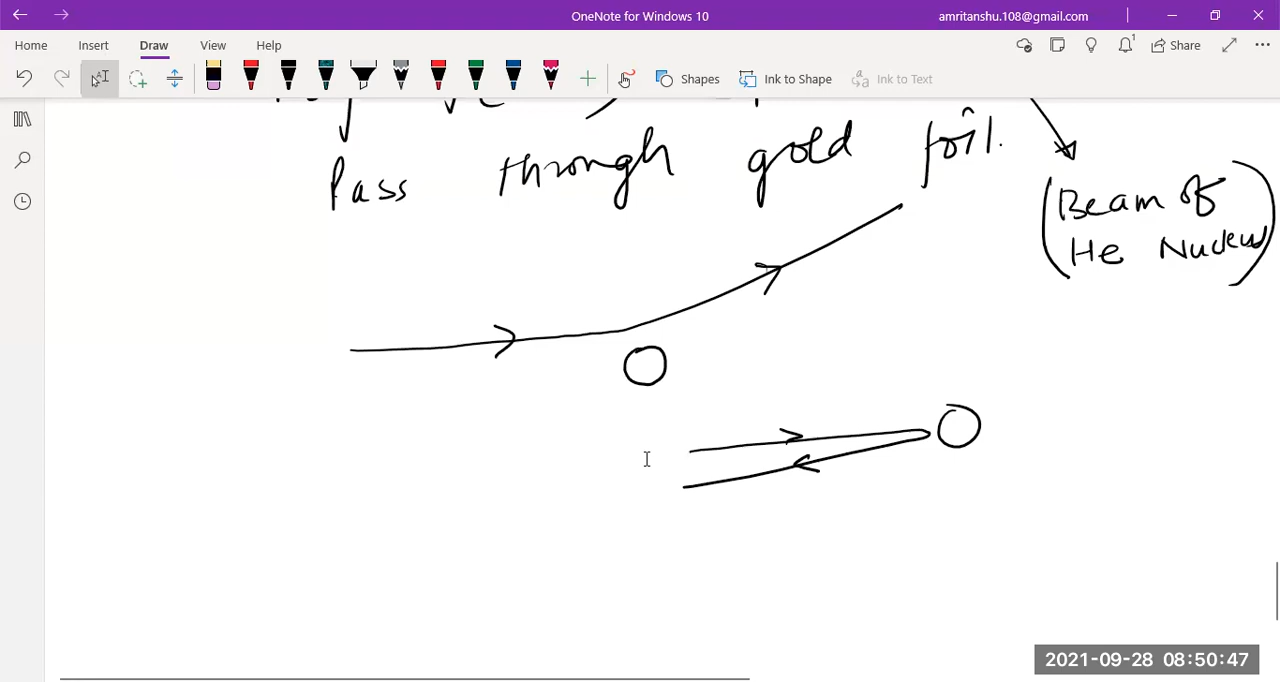 OneNote for Windows 10
amritanshu.108@gmail.com
Home Insert Draw View Help
Share
Shapes Ink to Shape Ink to Text
Pass through gold foil.
(Beam of
He Nucleus)
2021-09-28 08:50:47